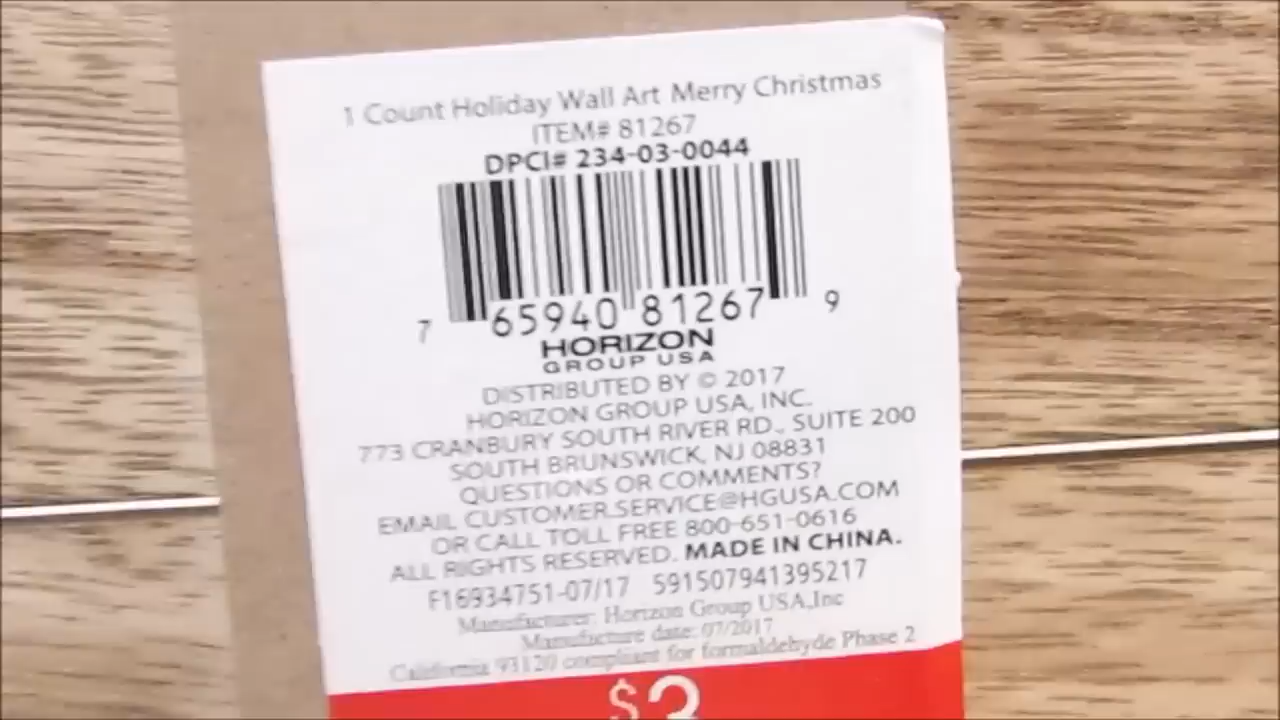 1 Count Holiday Wall Art Merry Christmas
ITEM# 81267
DPCI# 234-03-0044
7 65940 81267 9
HORIZON
GROUP USA
DISTRIBUTED BY © 2017
HORIZON GROUP USA, INC.
773 CRANBURY SOUTH RIVER RD., SUITE 200
SOUTH BRUNSWICK, NJ 08831
QUESTIONS OR COMMENTS?
EMAIL CUSTOMER.SERVICE@HGUSA.COM
OR CALL TOLL FREE 800-651-0616
ALL RIGHTS RESERVED. MADE IN CHINA.
F16934751-07/17 591507941395217
Manufacturer: Horizon Group USA,Inc
Manufacture date: 07/2017
California 93120 compliant for formaldehyde Phase 2
$3